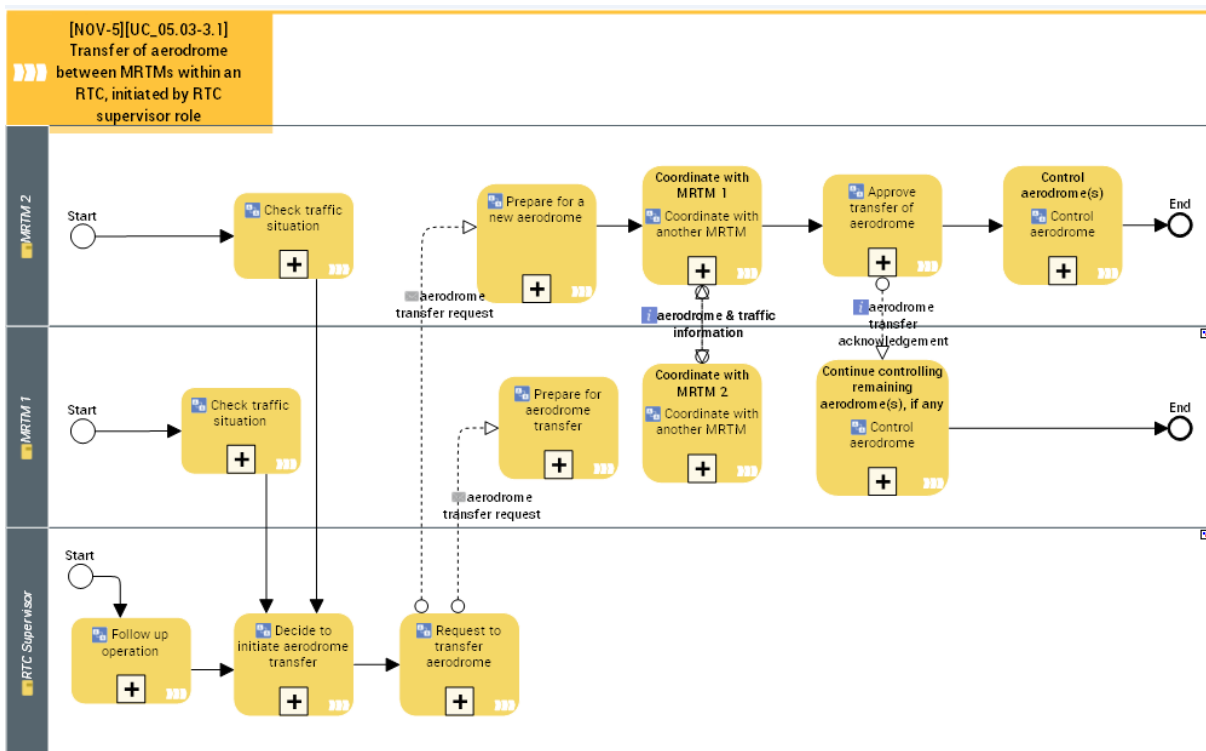 [NOV-5][UC_05.03-3.1]
Transfer of aerodrome
between MRTMs within an
RTC, initiated by RTC
supervisor role
MRTM 2
Start
Check traffic
situation
Prepare for a
new aerodrome
Coordinate with
MRTM 1
Coordinate with
another MRTM
Approve
transfer of
aerodrome
Control
aerodrome(s)
Control
aerodrome
End
aerodrome
transfer request
aerodrome & traffic
information
aerodrome
transfer
acknowledgement
MRTM 1
Start
Check traffic
situation
Prepare for
aerodrome
transfer
Coordinate with
MRTM 2
Coordinate with
another MRTM
Continue controlling
remaining
aerodrome(s), if any
Control
aerodrome
End
aerodrome
transfer request
RTC Supervisor
Start
Follow up
operation
Decide to
initiate aerodrome
transfer
Request to
transfer
aerodrome